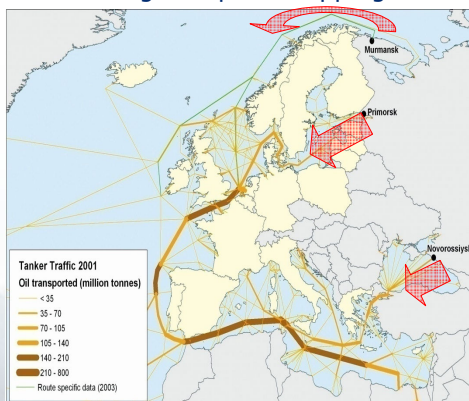 Murmansk
Primorsk
Novorossiysk
Tanker Traffic 2001
Oil transported (million tonnes)
< 35
35 - 70
70 - 105
105 - 140
140 - 210
210 - 800
Route specific data (2003)